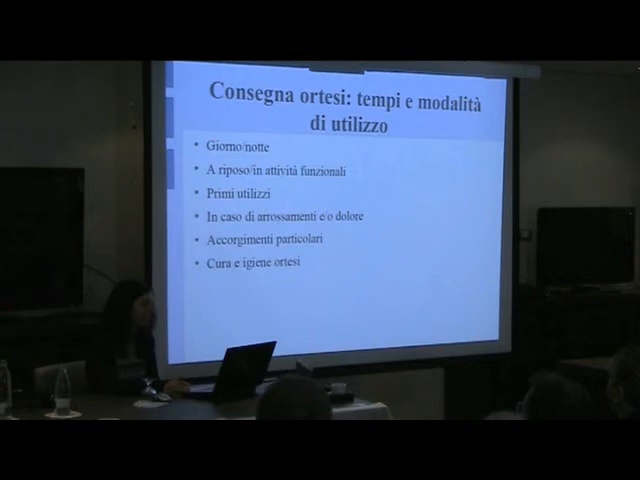 Consegna ortesi: tempi e modalità
di utilizzo
• Giorno/notte
• A riposo/in attività funzionali
• Primi utilizzi
• In caso di arrossamenti e/o dolore
• Accorgimenti particolari
• Cura e igiene ortesi